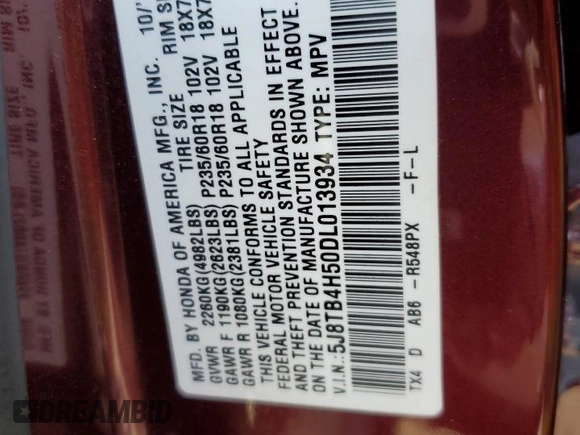 MFD. BY HONDA OF AMERICA MFG., INC. 10/
TIRE SIZE RIM S
GVWR 2260KG(4982LBS)
GAWR F 1190KG(2623LBS) P235/60R18 102V 18X7
GAWR R 1080KG(2381LBS) P235/60R18 102V 18X7
THIS VEHICLE CONFORMS TO ALL APPLICABLE
FEDERAL MOTOR VEHICLE SAFETY
AND THEFT PREVENTION STANDARDS IN EFFECT
ON THE DATE OF MANUFACTURE SHOWN ABOVE.
V.I.N.:5J8TB4H50DL013934 TYPE: MPV
TX4 D AB6 -R548PX -F-L
DREAMBID